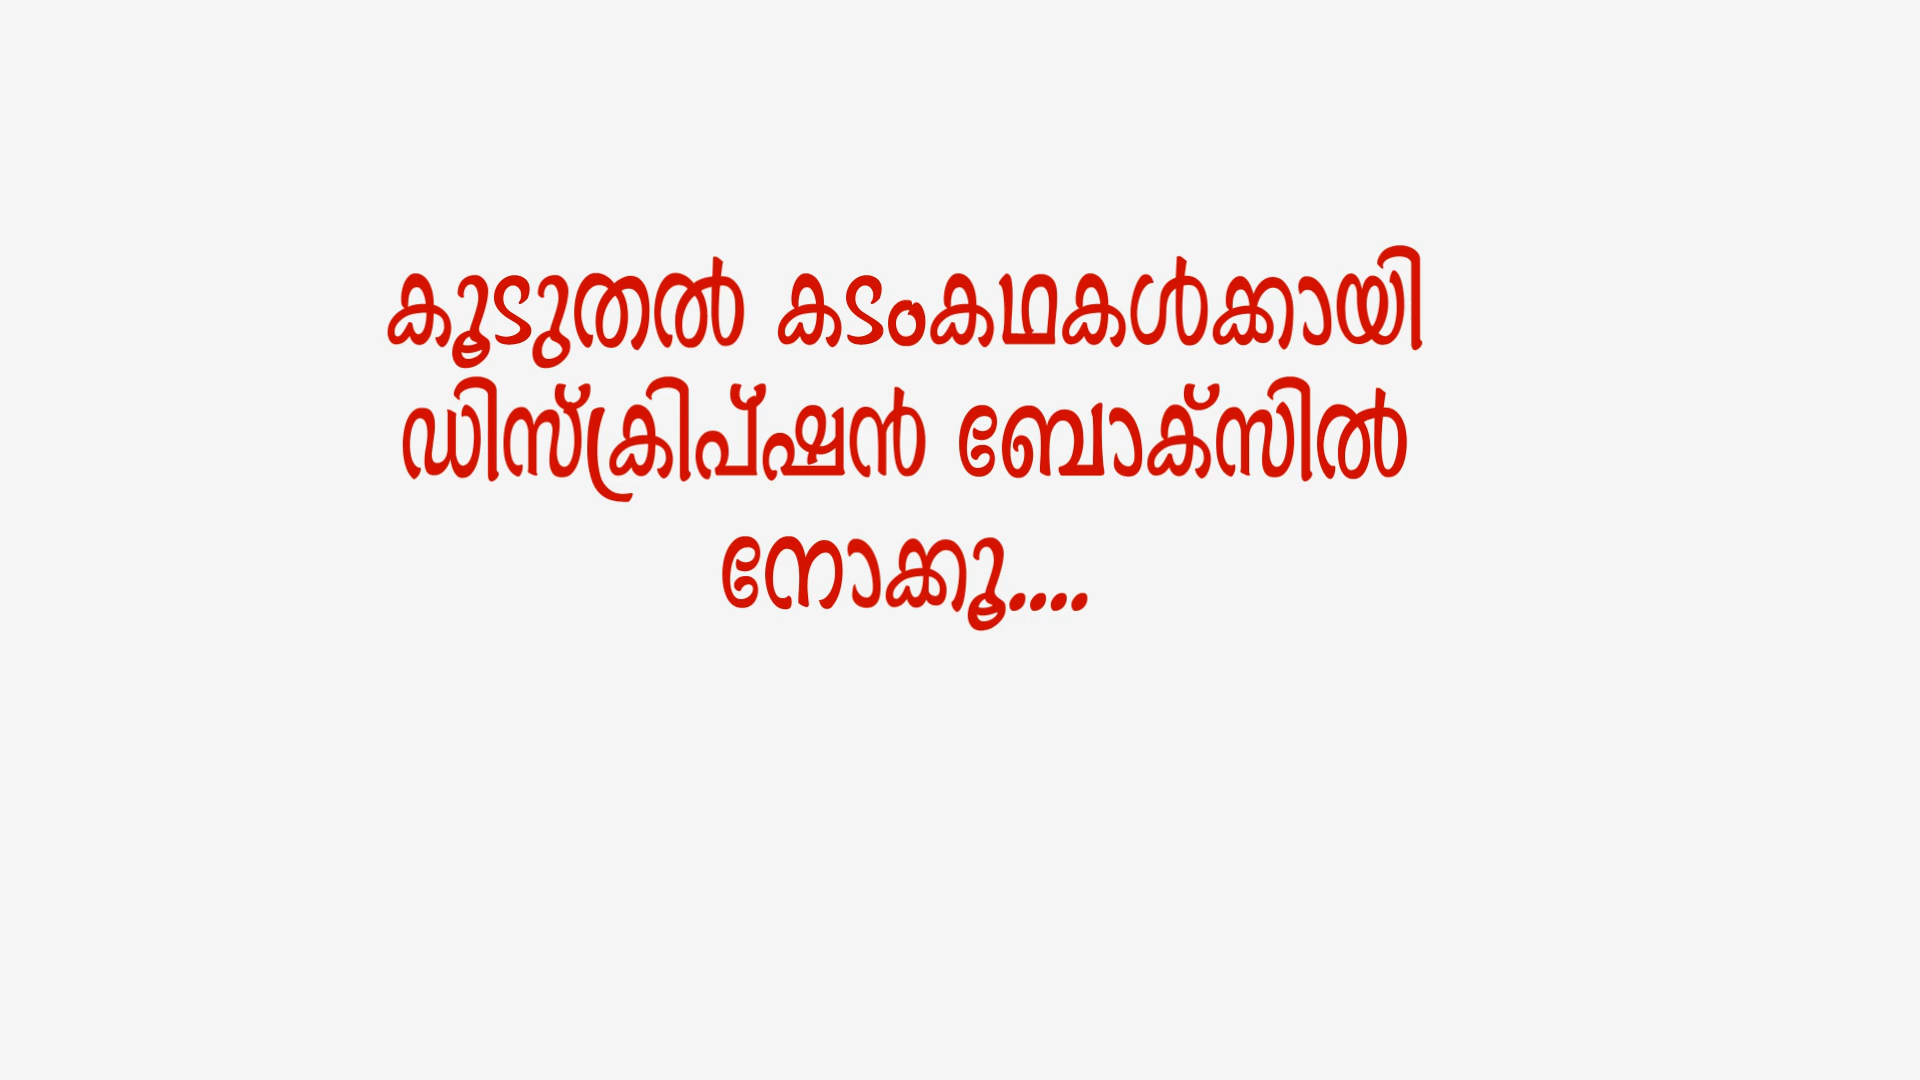 കൂടുതൽ കടംകഥകൾക്കായി
ഡിസ്ക്രിപ്ഷൻ ബോക്സിൽ
നോക്കൂ....